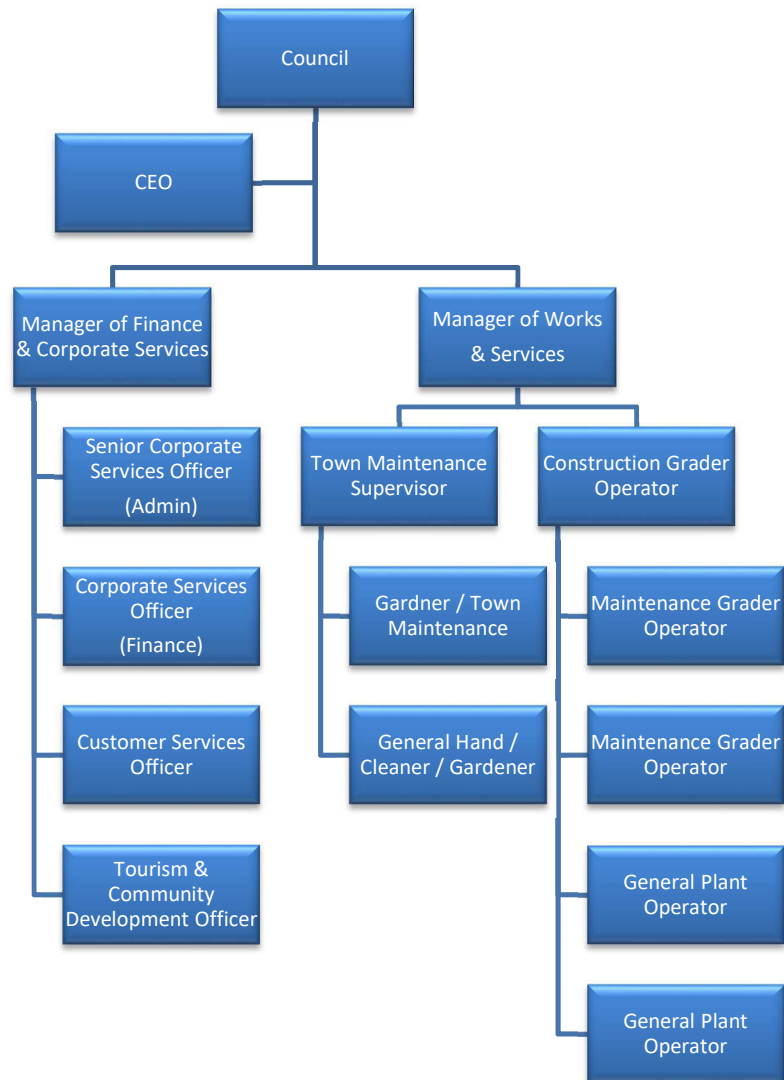 Council
CEO
Manager of Finance
& Corporate Services
Manager of Works
& Services
Senior Corporate
Services Officer
(Admin)
Corporate Services
Officer
(Finance)
Customer Services
Officer
Tourism &
Community
Development Officer
Town Maintenance
Supervisor
Gardner / Town
Maintenance
General Hand /
Cleaner / Gardener
Construction Grader
Operator
Maintenance Grader
Operator
Maintenance Grader
Operator
General Plant
Operator
General Plant
Operator